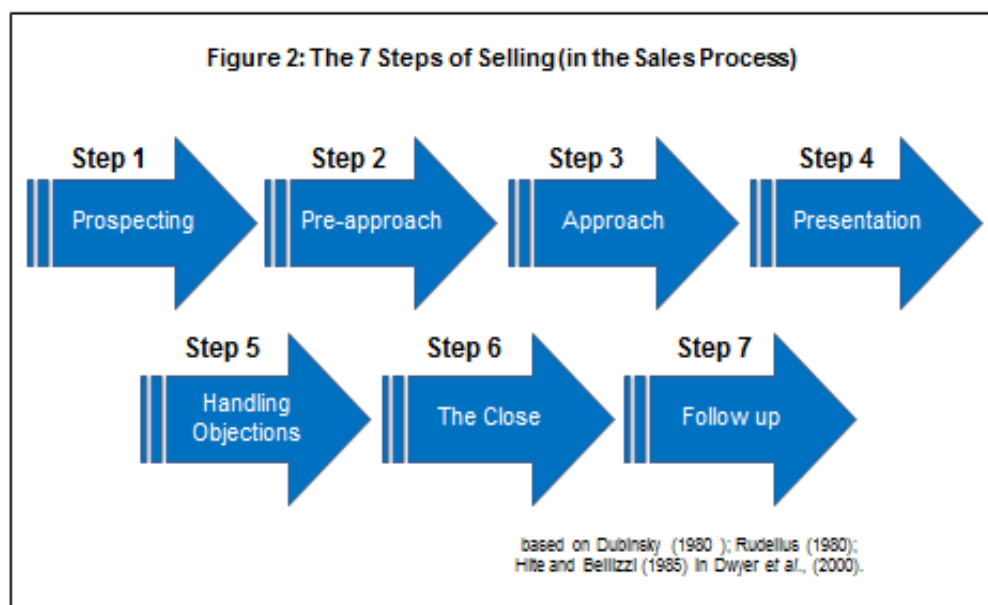 Figure 2: The 7 Steps of Selling (in the Sales Process)
Step 1
Prospecting
Step 2
Pre-approach
Step 3
Approach
Step 4
Presentation
Step 5
Handling
Objections
Step 6
The Close
Step 7
Follow up
based on Dubinsky (1980 ); Rudelius (1980);
Hite and Bellizzi (1985) in Dwyer et al., (2000).